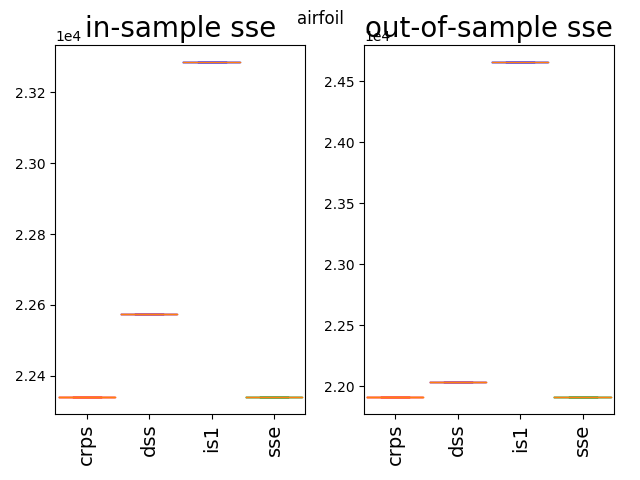 airfoil
in-sample sse
1e4
2.32
2.30
2.28
2.26
2.24
crps
dss
is1
sse
out-of-sample sse
1e4
2.45
2.40
2.35
2.30
2.25
2.20
crps
dss
is1
sse